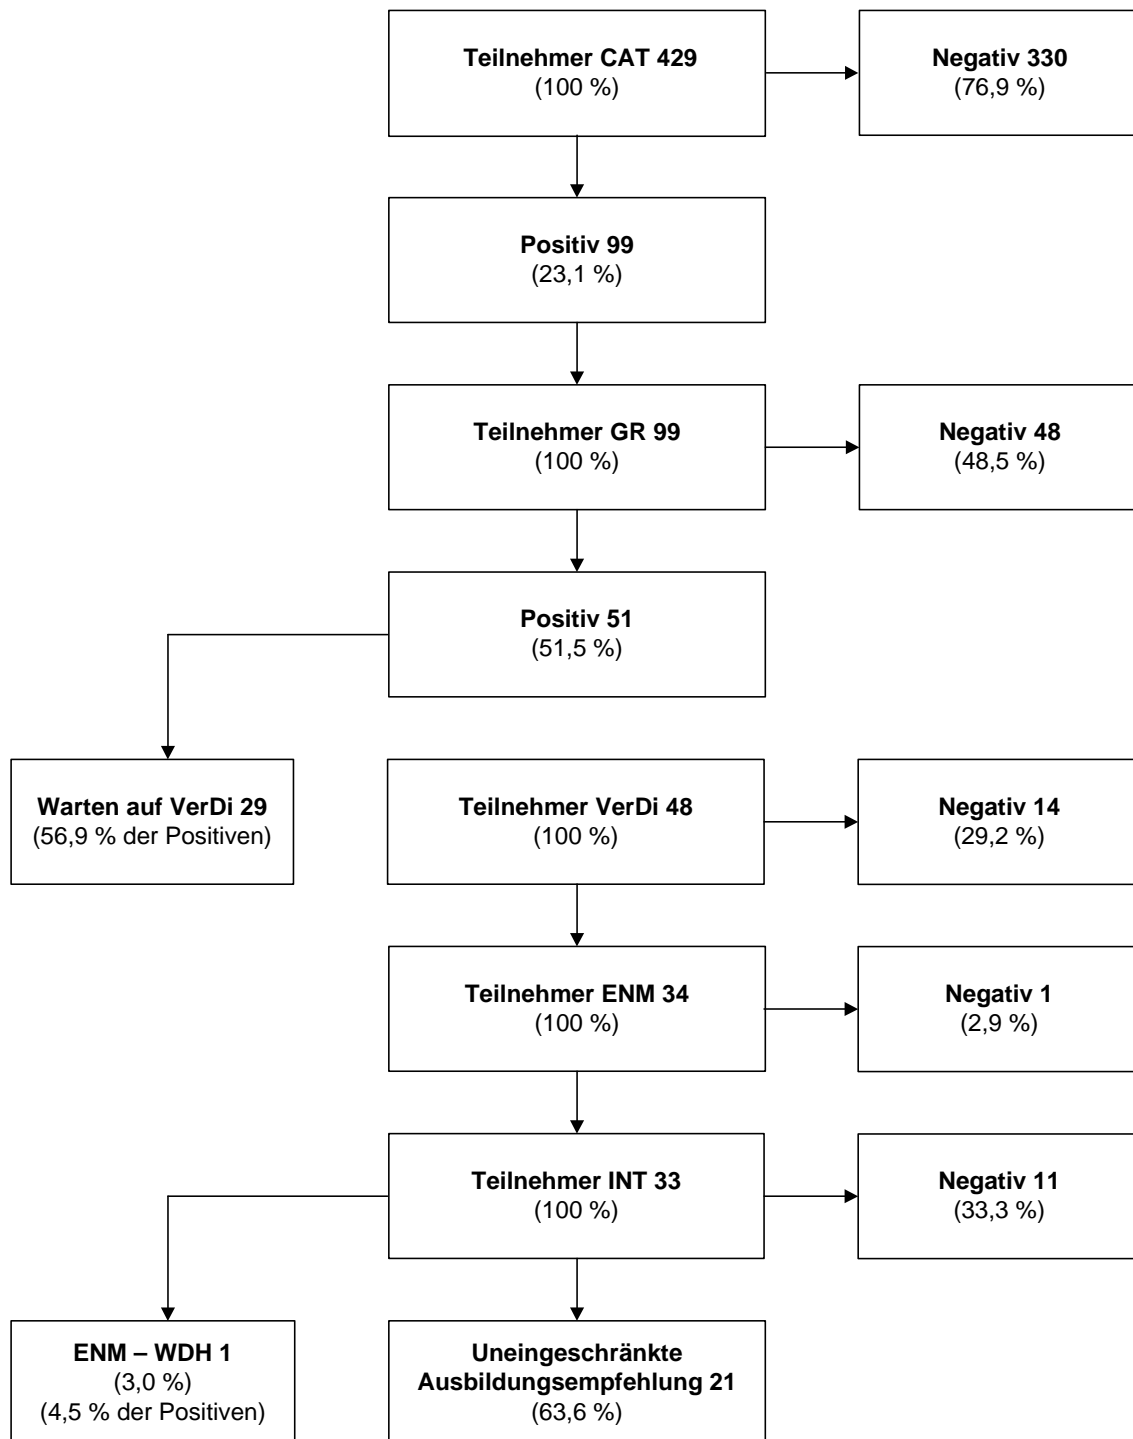 Teilnehmer CAT 429
(100 %)
Negativ 330
(76,9 %)
Positiv 99
(23,1 %)
Teilnehmer GR 99
(100 %)
Negativ 48
(48,5 %)
Positiv 51
(51,5 %)
Warten auf VerDi 29
(56,9 % der Positiven)
Teilnehmer VerDi 48
(100 %)
Negativ 14
(29,2 %)
Teilnehmer ENM 34
(100 %)
Negativ 1
(2,9 %)
Teilnehmer INT 33
(100 %)
Negativ 11
(33,3 %)
ENM – WDH 1
(3,0 %)
(4,5 % der Positiven)
Uneingeschränkte
Ausbildungsempfehlung 21
(63,6 %)